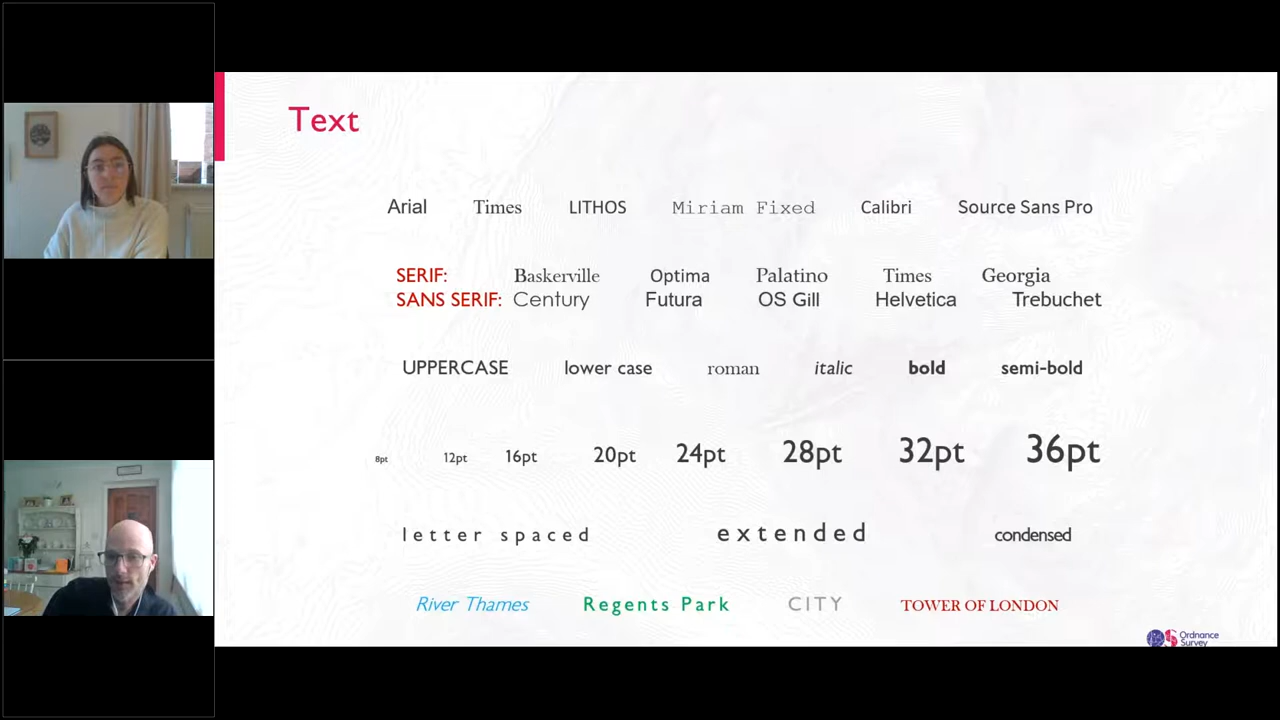 Text
Arial Times LITHOS Miriam Fixed Calibri Source Sans Pro
SERIF: Baskerville Optima Palatino Times Georgia
SANS SERIF: Century Futura OS Gill Helvetica Trebuchet
UPPERCASE lower case roman italic bold semi-bold
8pt 12pt 16pt 20pt 24pt 28pt 32pt 36pt
letter spaced extended condensed
River Thames Regents Park CITY TOWER OF LONDON
OS Ordnance
Survey